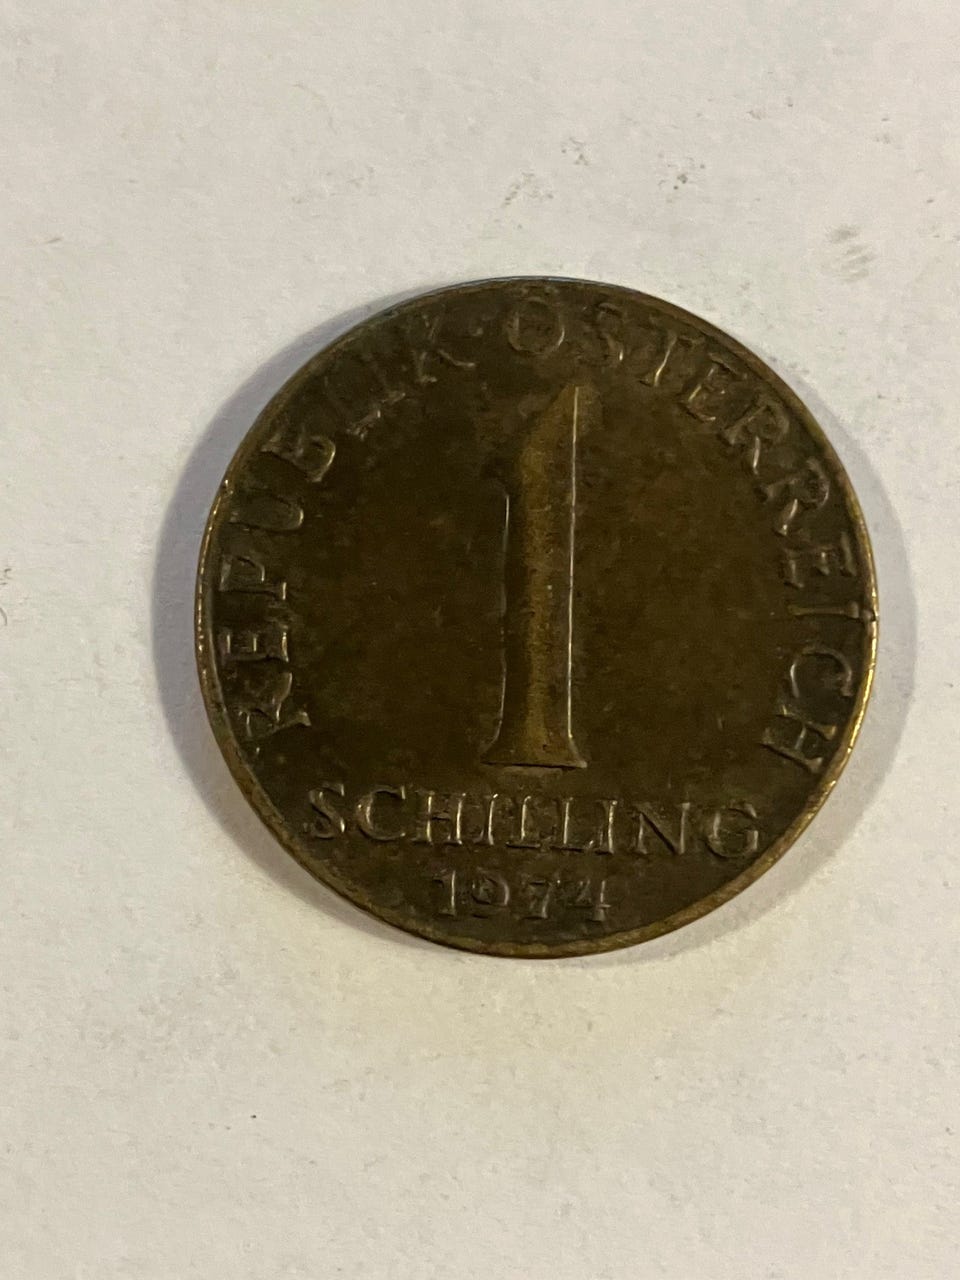 REPUBLIK·ÖSTERREICH
1
SCHILLING
1974